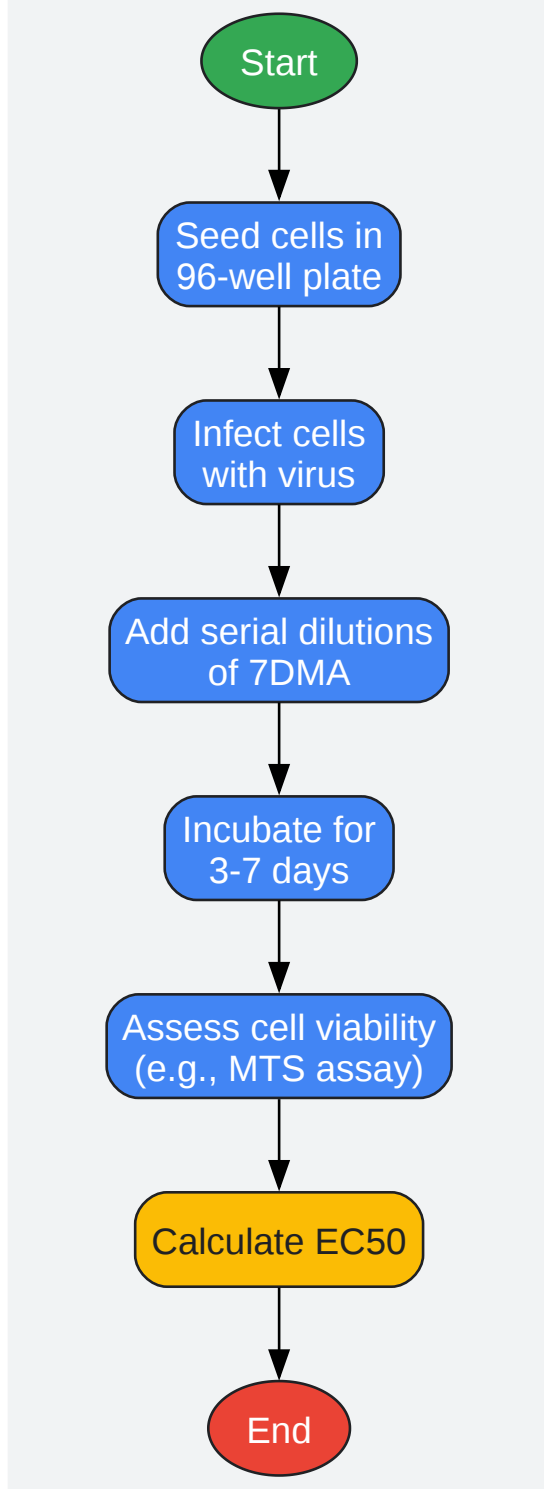 Start
Seed cells in
96-well plate
Infect cells
with virus
Add serial dilutions
of 7DMA
Incubate for
3-7 days
Assess cell viability
(e.g., MTS assay)
Calculate EC50
End